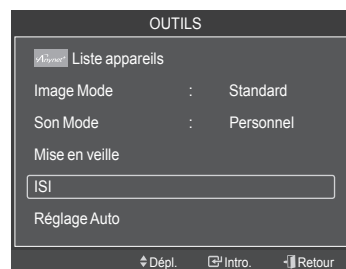 OUTILS
Anynet+ Liste appareils
Image Mode : Standard
Son Mode : Personnel
Mise en veille
ISI
Réglage Auto
Dépl. Intro. Retour